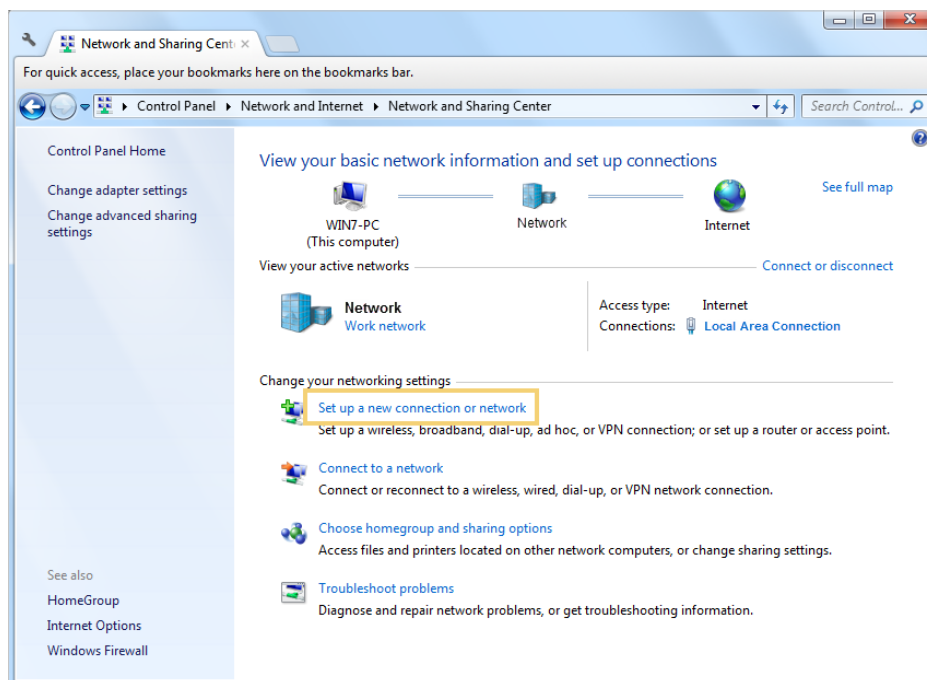 Network and Sharing Cent
For quick access, place your bookmarks here on the bookmarks bar.
Control Panel Network and Internet Network and Sharing Center
Search Control...
Control Panel Home
Change adapter settings
Change advanced sharing
settings
View your basic network information and set up connections
See full map
WIN7-PC
(This computer)
Network
Internet
View your active networks
Connect or disconnect
Network
Work network
Access type: Internet
Connections: Local Area Connection
Change your networking settings
Set up a new connection or network
Set up a wireless, broadband, dial-up, ad hoc, or VPN connection; or set up a router or access point.
Connect to a network
Connect or reconnect to a wireless, wired, dial-up, or VPN network connection.
Choose homegroup and sharing options
Access files and printers located on other network computers, or change sharing settings.
Troubleshoot problems
Diagnose and repair network problems, or get troubleshooting information.
See also
HomeGroup
Internet Options
Windows Firewall